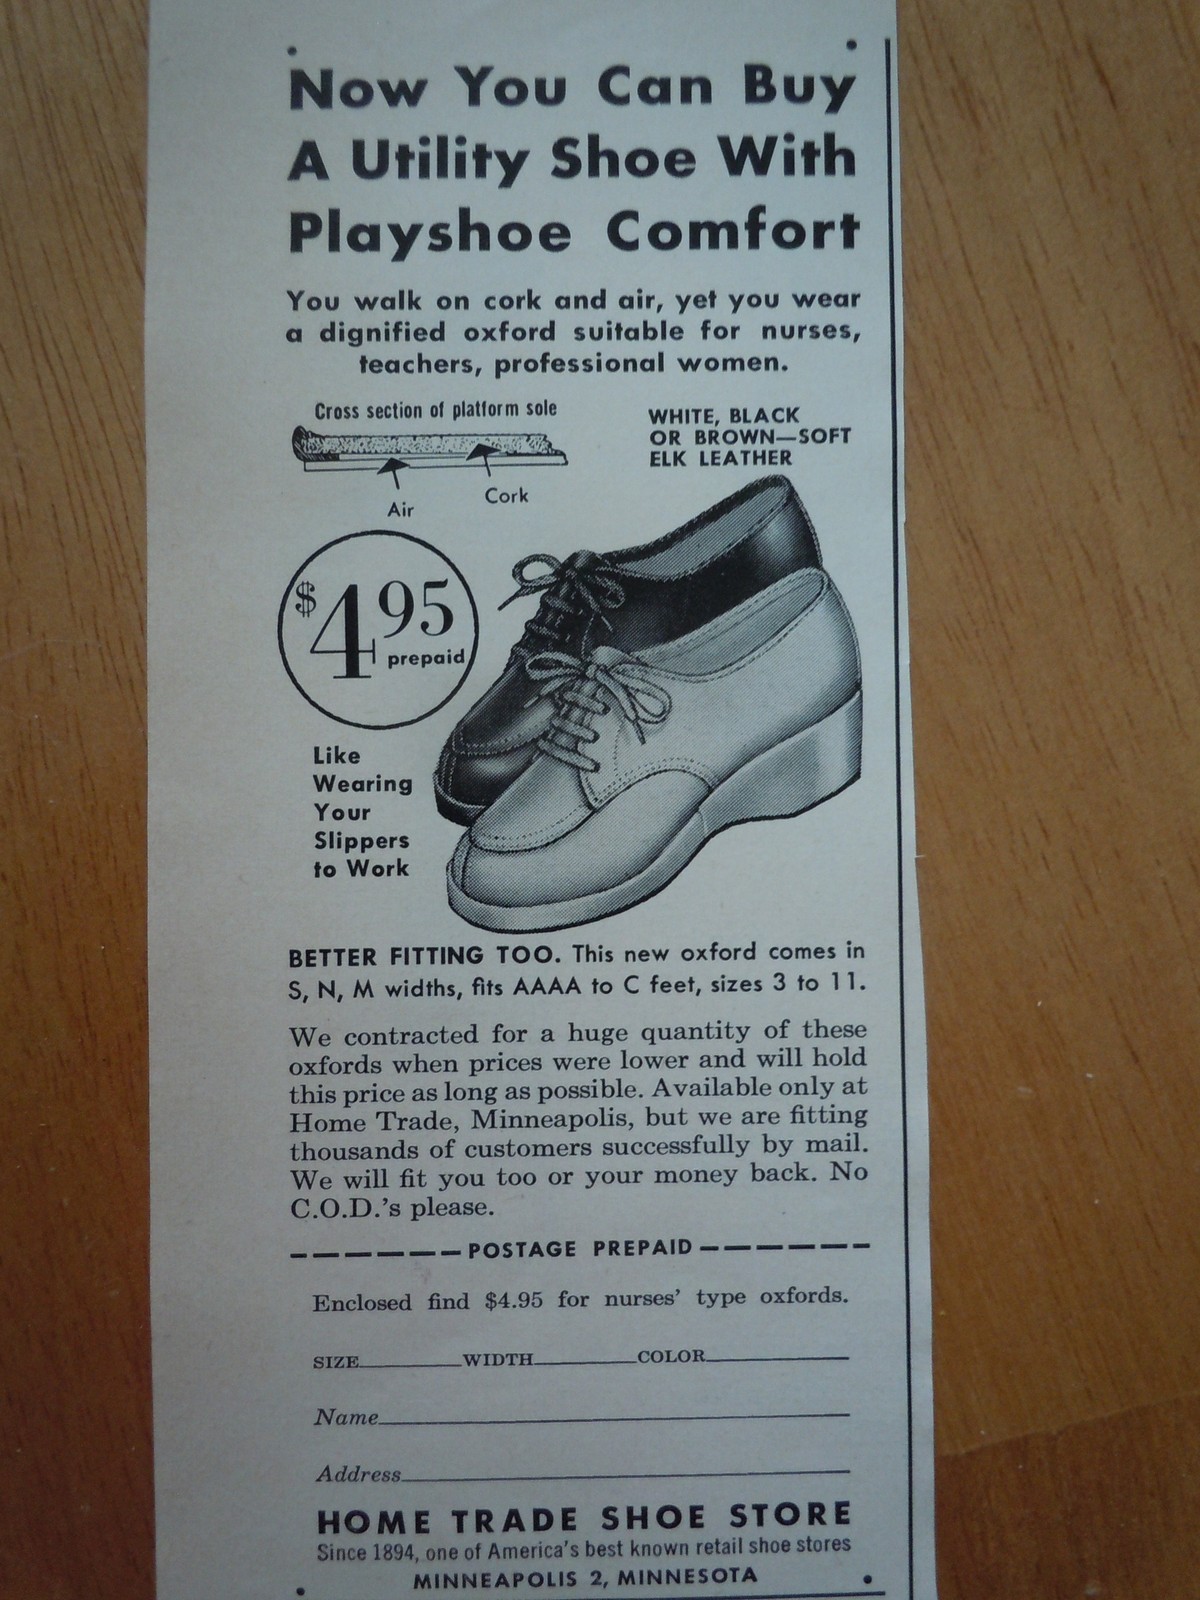 Now You Can Buy
A Utility Shoe With
Playshoe Comfort
You walk on cork and air, yet you wear
a dignified oxford suitable for nurses,
teachers, professional women.
Cross section of platform sole
Air
Cork
WHITE, BLACK
OR BROWN—SOFT
ELK LEATHER
$4.95
prepaid
Like
Wearing
Your
Slippers
to Work
BETTER FITTING TOO. This new oxford comes in
S, N, M widths, fits AAAA to C feet, sizes 3 to 11.
We contracted for a huge quantity of these
oxfords when prices were lower and will hold
this price as long as possible. Available only at
Home Trade, Minneapolis, but we are fitting
thousands of customers successfully by mail.
We will fit you too or your money back. No
C.O.D.'s please.
POSTAGE PREPAID
Enclosed find $4.95 for nurses' type oxfords.
SIZE WIDTH COLOR
Name
Address
HOME TRADE SHOE STORE
Since 1894, one of America's best known retail shoe stores
MINNEAPOLIS 2, MINNESOTA